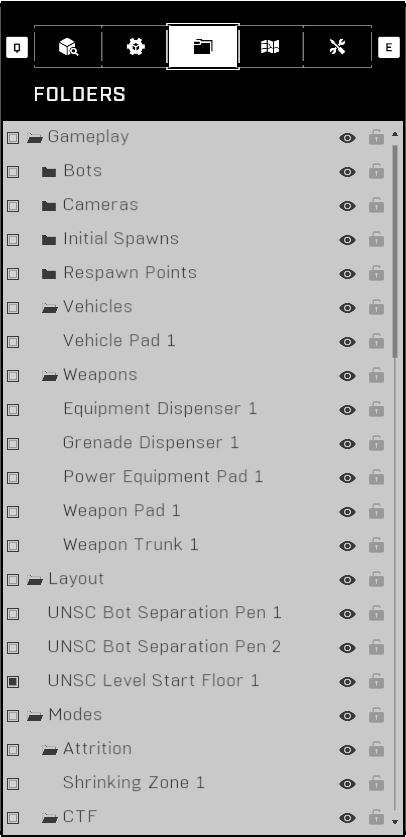 Q
E
FOLDERS
Gameplay
Bots
Cameras
Initial Spawns
Respawn Points
Vehicles
Vehicle Pad 1
Weapons
Equipment Dispenser 1
Grenade Dispenser 1
Power Equipment Pad 1
Weapon Pad 1
Weapon Trunk 1
Layout
UNSC Bot Separation Pen 1
UNSC Bot Separation Pen 2
UNSC Level Start Floor 1
Modes
Attrition
Shrinking Zone 1
CTF